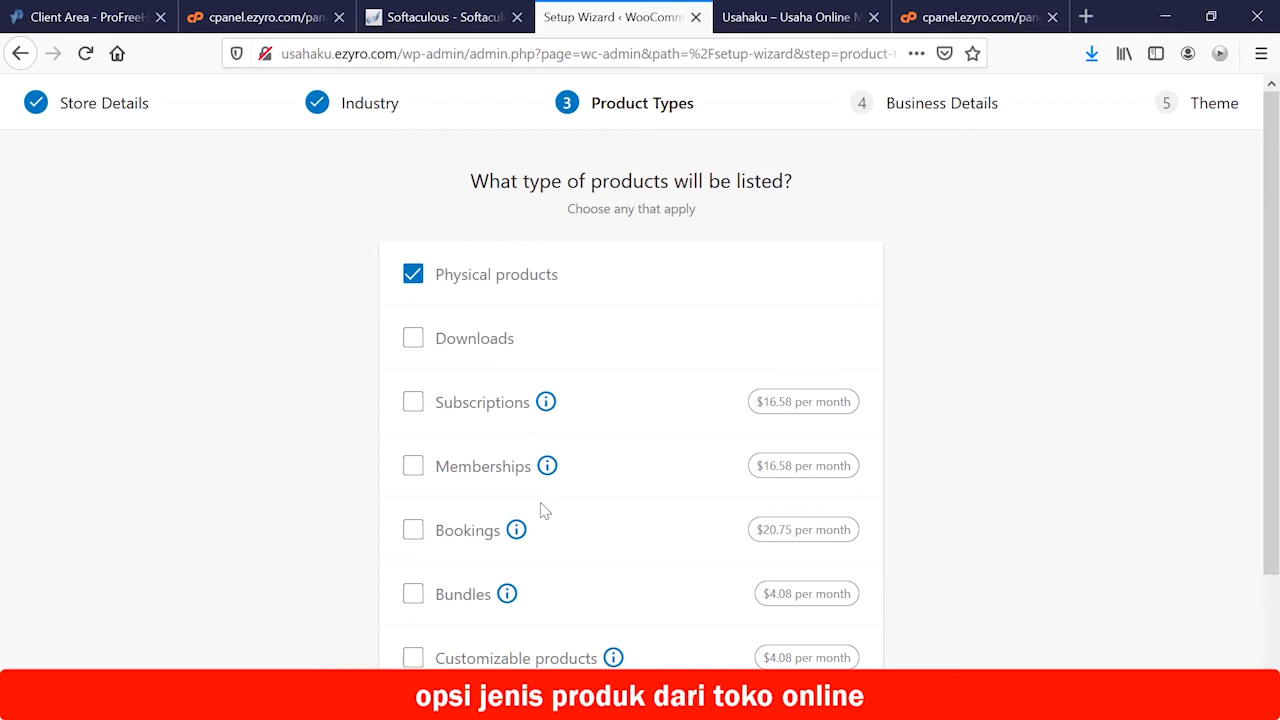 Client Area - ProFreeH
cpanel.ezyro.com/pan
Softaculous - Softacul
Setup Wizard ‹ WooComm
Usahaku – Usaha Online M
cpanel.ezyro.com/pan
usahaku.ezyro.com/wp-admin/admin.php?page=wc-admin&path=%2Fsetup-wizard&step=product-t
Store Details
Industry
3 Product Types
4 Business Details
5 Theme
What type of products will be listed?
Choose any that apply
Physical products
Downloads
Subscriptions $16.58 per month
Memberships $16.58 per month
Bookings $20.75 per month
Bundles $4.08 per month
Customizable products $4.08 per month
opsi jenis produk dari toko online